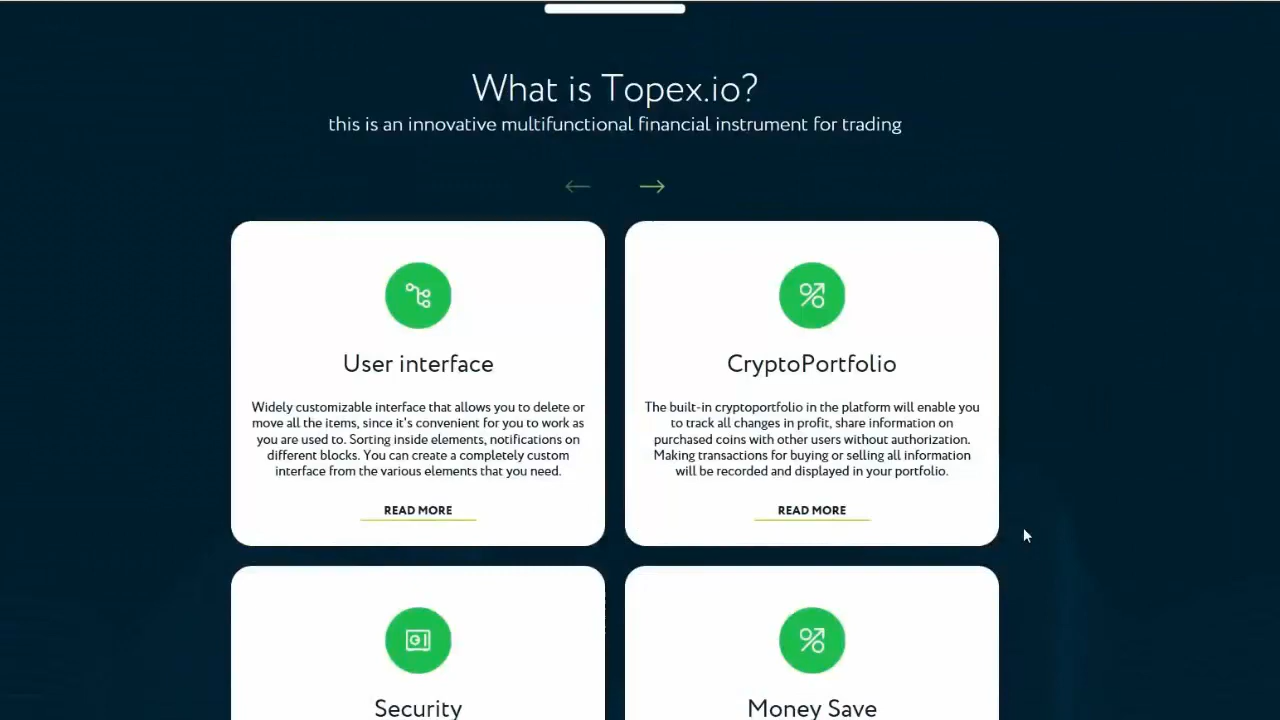 What is Topex.io?
this is an innovative multifunctional financial instrument for trading
User interface
Widely customizable interface that allows you to delete or
move all the items, since it's convenient for you to work as
you are used to. Sorting inside elements, notifications on
different blocks. You can create a completely custom
interface from the various elements that you need.
READ MORE
CryptoPortfolio
The built-in cryptoportfolio in the platform will enable you
to track all changes in profit, share information on
purchased coins with other users without authorization.
Making transactions for buying or selling all information
will be recorded and displayed in your portfolio.
READ MORE
Security
Money Save